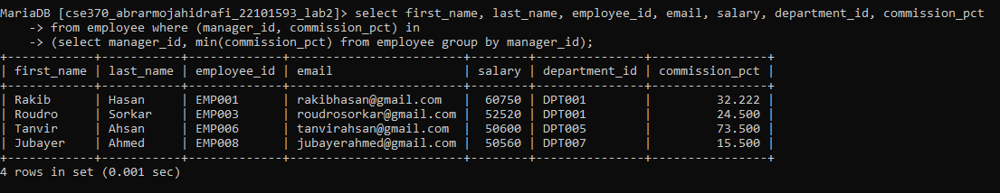 MariaDB [cse370_abrarmojahidrafi_22101593_lab2]> select first_name, last_name, employee_id, email, salary, department_id, commission_pct
    -> from employee where (manager_id, commission_pct) in
    -> (select manager_id, min(commission_pct) from employee group by manager_id);
+------------+-----------+-------------+------------------------+--------+---------------+----------------+
| first_name | last_name | employee_id | email                  | salary | department_id | commission_pct |
+------------+-----------+-------------+------------------------+--------+---------------+----------------+
| Rakib      | Hasan     | EMP001      | rakibhasan@gmail.com   |  60750 | DPT001        |         32.222 |
| Roudro     | Sorkar    | EMP003      | roudrosorkar@gmail.com |  52520 | DPT001        |         24.500 |
| Tanvir     | Ahsan     | EMP006      | tanvirahsan@gmail.com  |  50600 | DPT005        |         73.500 |
| Jubayer    | Ahmed     | EMP008      | jubayerahmed@gmail.com |  50560 | DPT007        |         15.500 |
+------------+-----------+-------------+------------------------+--------+---------------+----------------+
4 rows in set (0.001 sec)